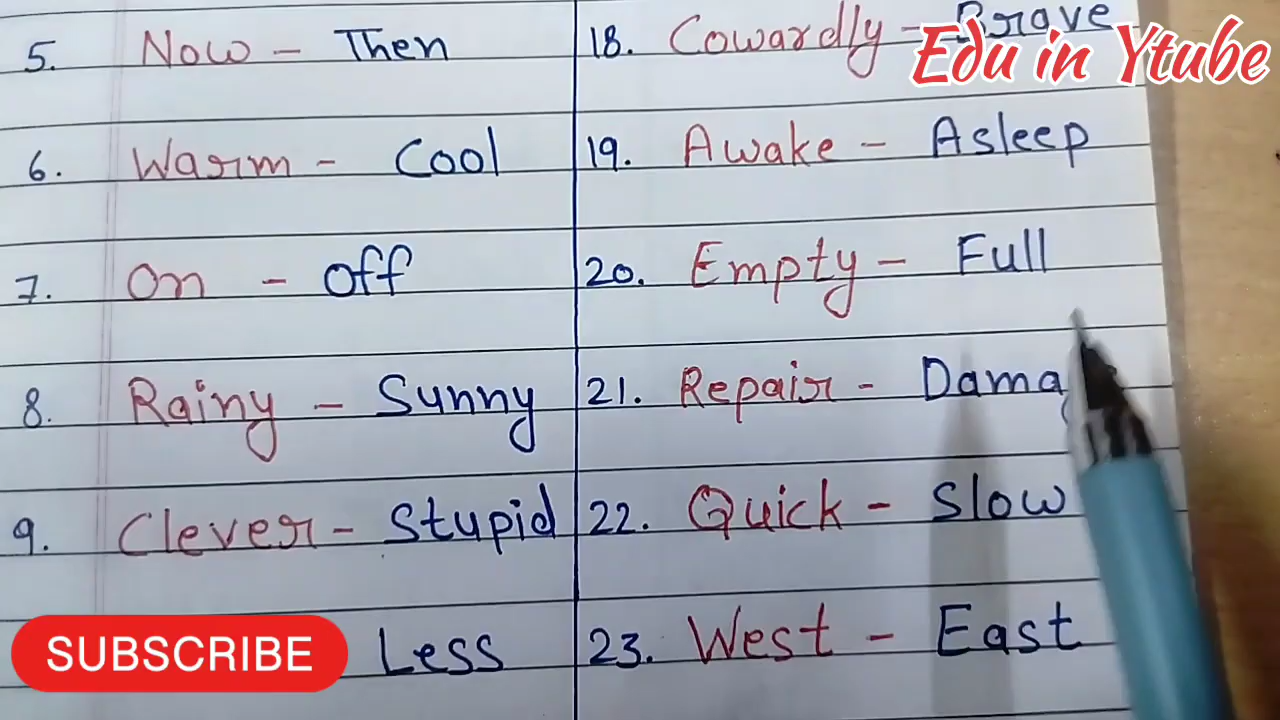 5. Now - Then
6. Warm - Cool
7. On - Off
8. Rainy - Sunny
9. Clever - Stupid
Less
18. Cowardly - Brave
19. Awake - Asleep
20. Empty - Full
21. Repair - Dama
22. Quick - Slow
23. West - East
Edu in Ytube
SUBSCRIBE